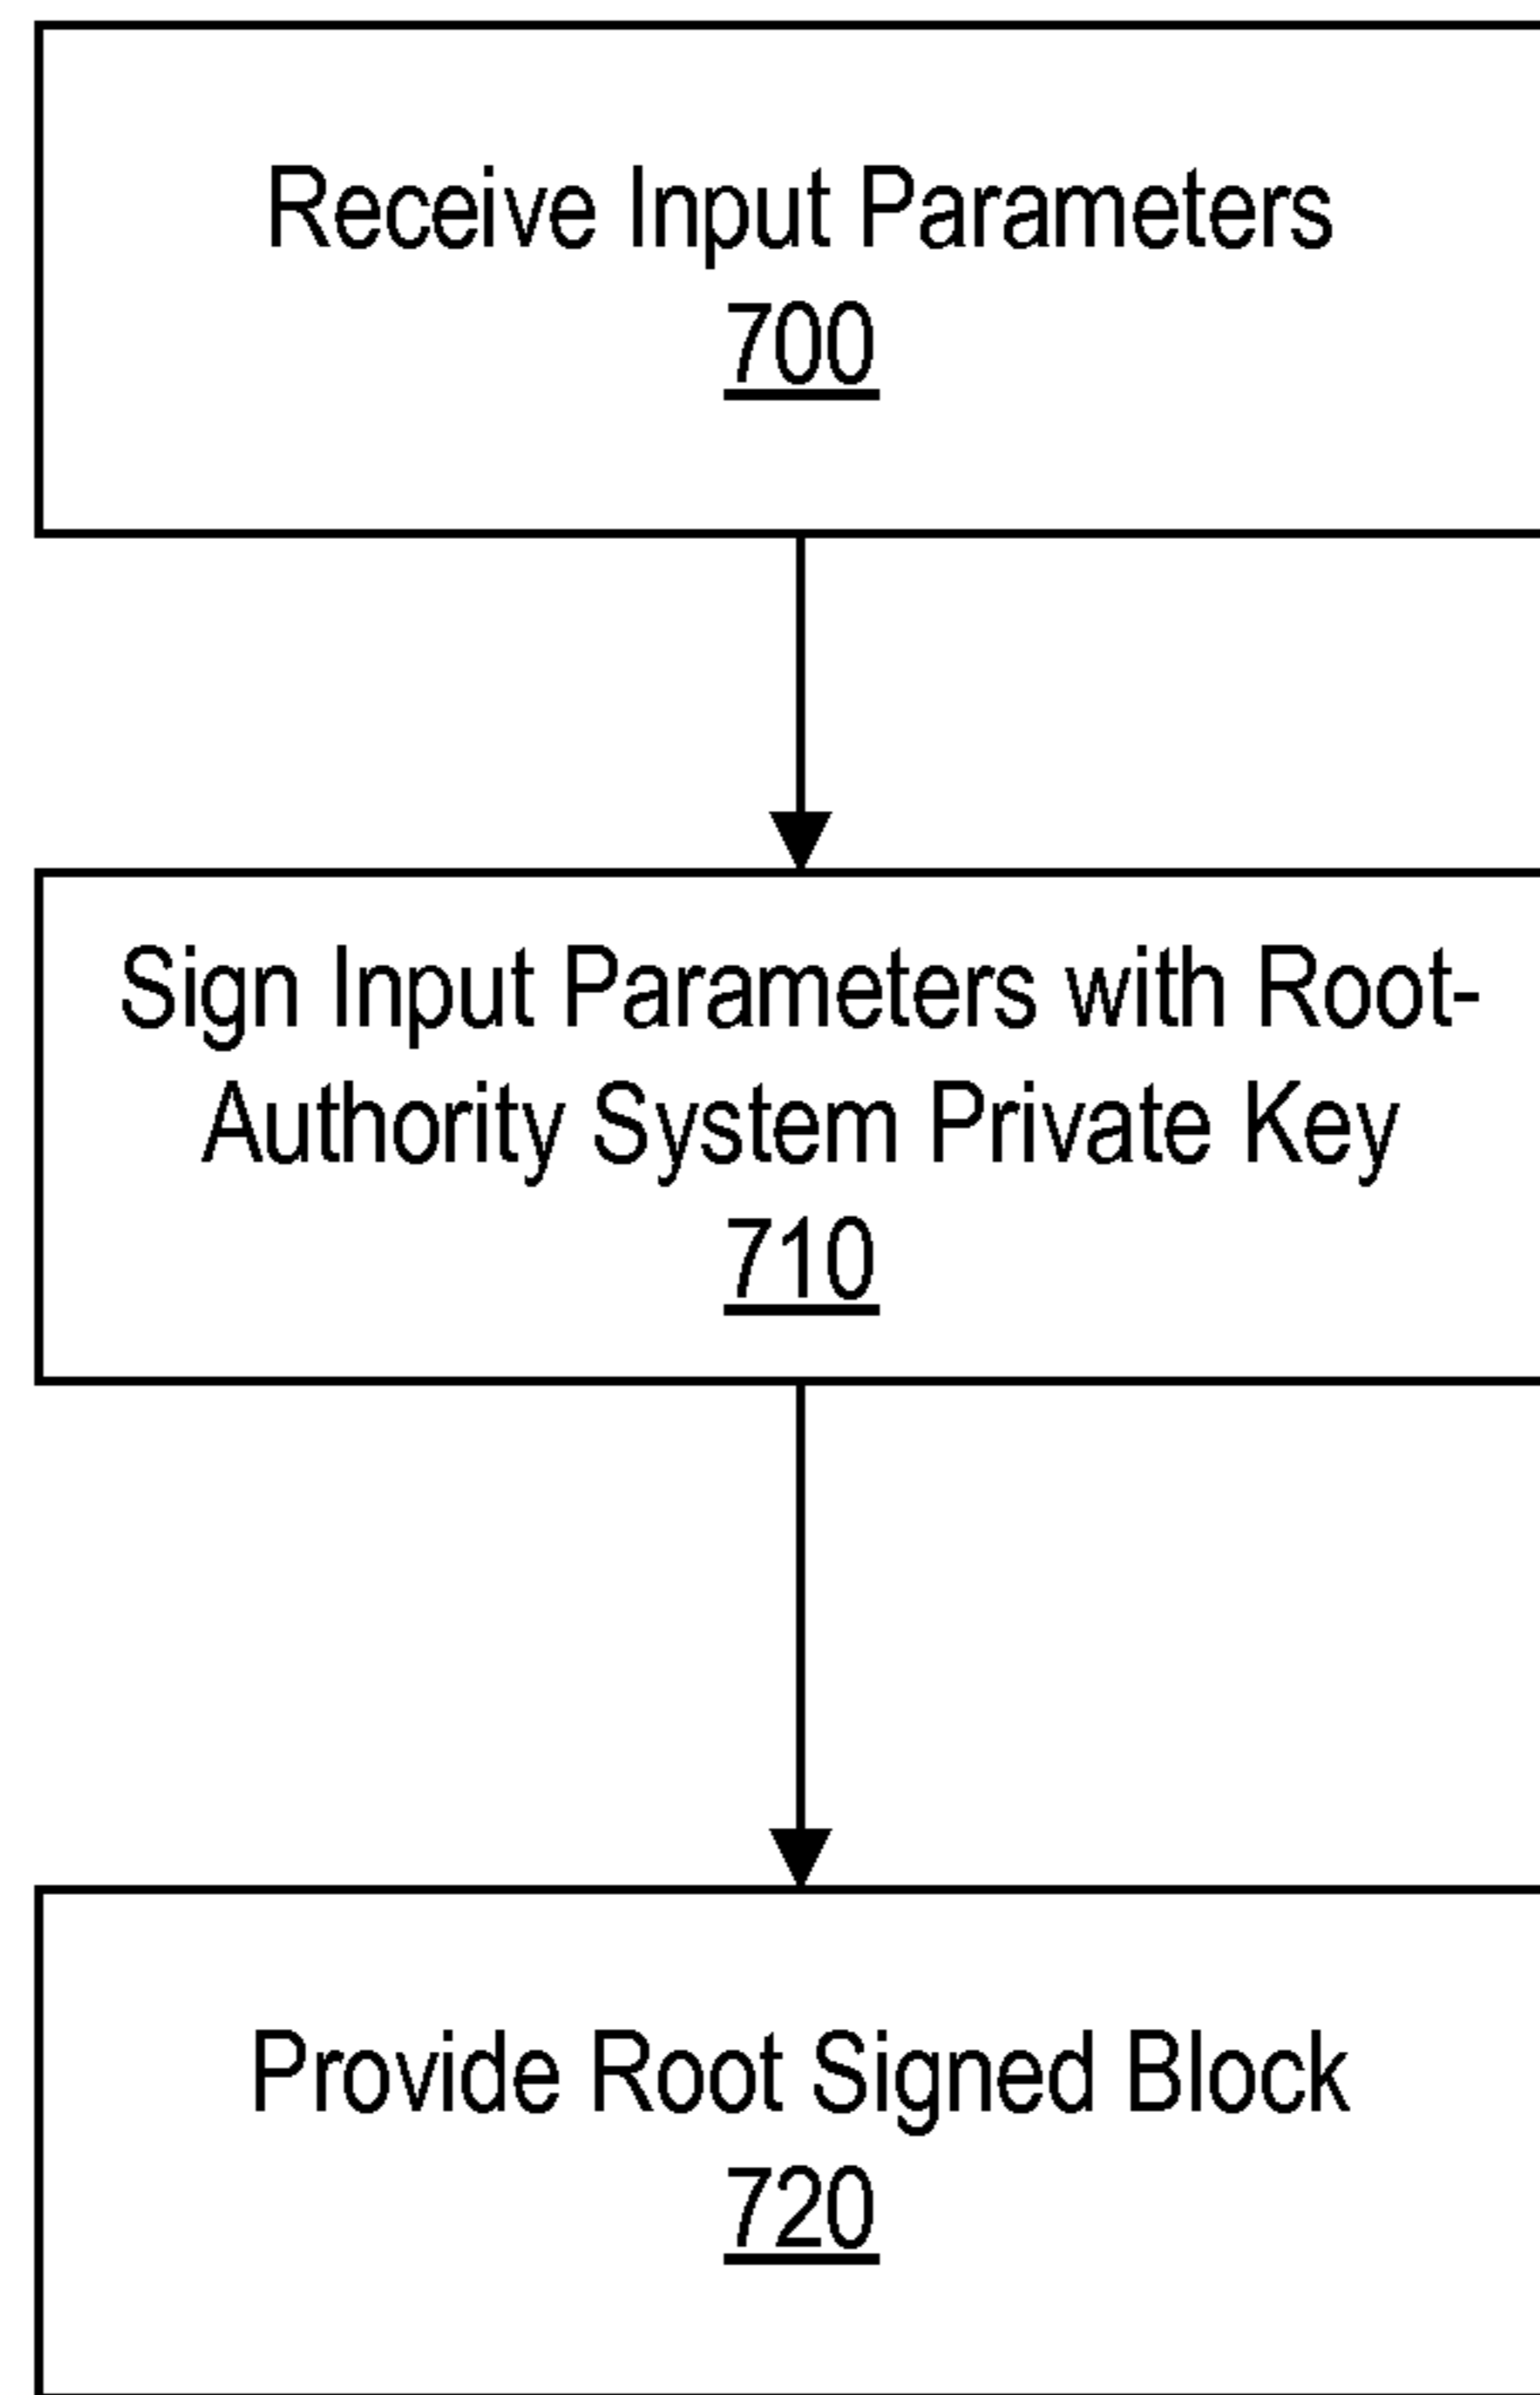 Receive Input Parameters
700
Sign Input Parameters with Root-
Authority System Private Key
710
Provide Root Signed Block
720